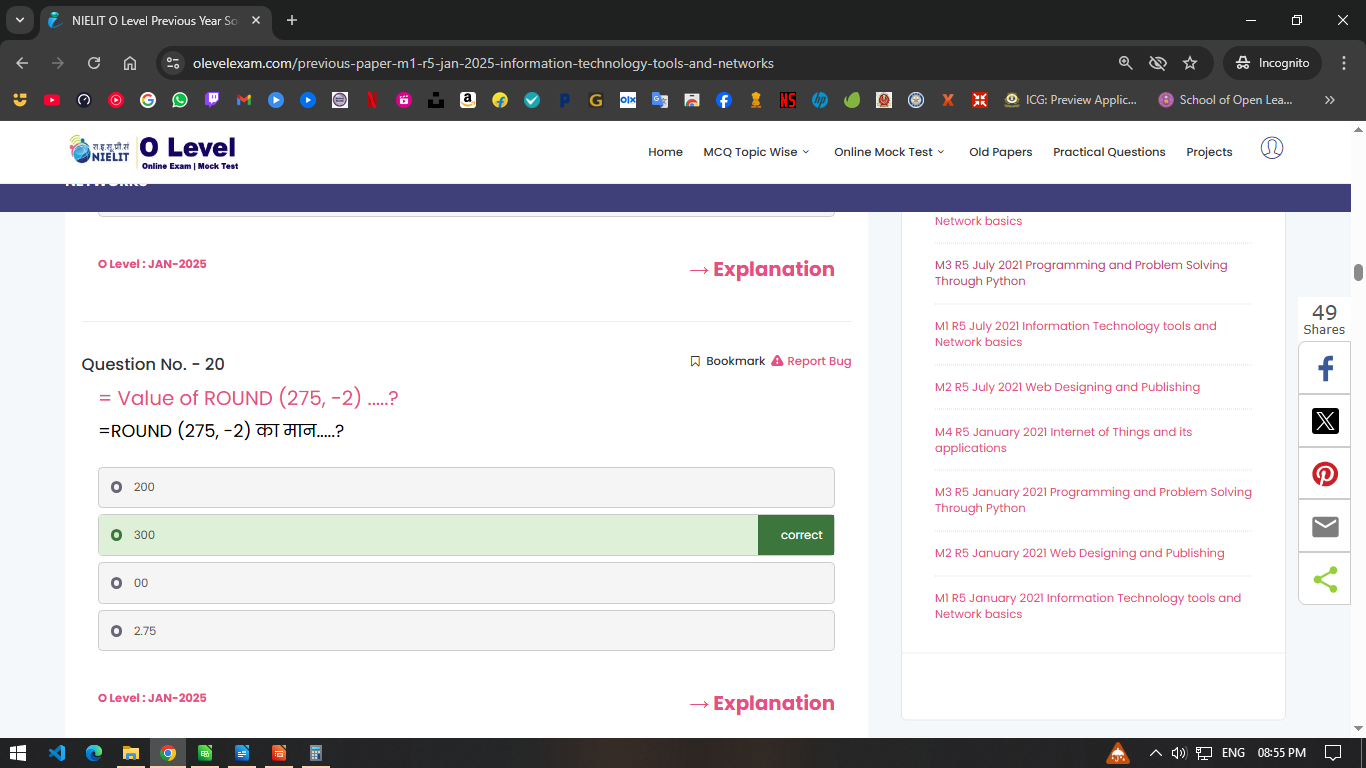 NIELIT O Level Previous Year So
olevelexam.com/previous-paper-m1-r5-jan-2025-information-technology-tools-and-networks
Incognito
ICG: Preview Applic...
School of Open Lea...
NIELIT
O Level
Online Exam | Mock Test
Home
MCQ Topic Wise
Online Mock Test
Old Papers
Practical Questions
Projects
NETWORKS
O Level : JAN-2025
→ Explanation
Question No. - 20
Bookmark
Report Bug
= Value of ROUND (275, -2) .....?
=ROUND (275, -2) का मान.....?
200
300
correct
00
2.75
O Level : JAN-2025
→ Explanation
Network basics
M3 R5 July 2021 Programming and Problem Solving
Through Python
M1 R5 July 2021 Information Technology tools and
Network basics
M2 R5 July 2021 Web Designing and Publishing
M4 R5 January 2021 Internet of Things and its
applications
M3 R5 January 2021 Programming and Problem Solving
Through Python
M2 R5 January 2021 Web Designing and Publishing
M1 R5 January 2021 Information Technology tools and
Network basics
49
Shares
ENG
08:55 PM